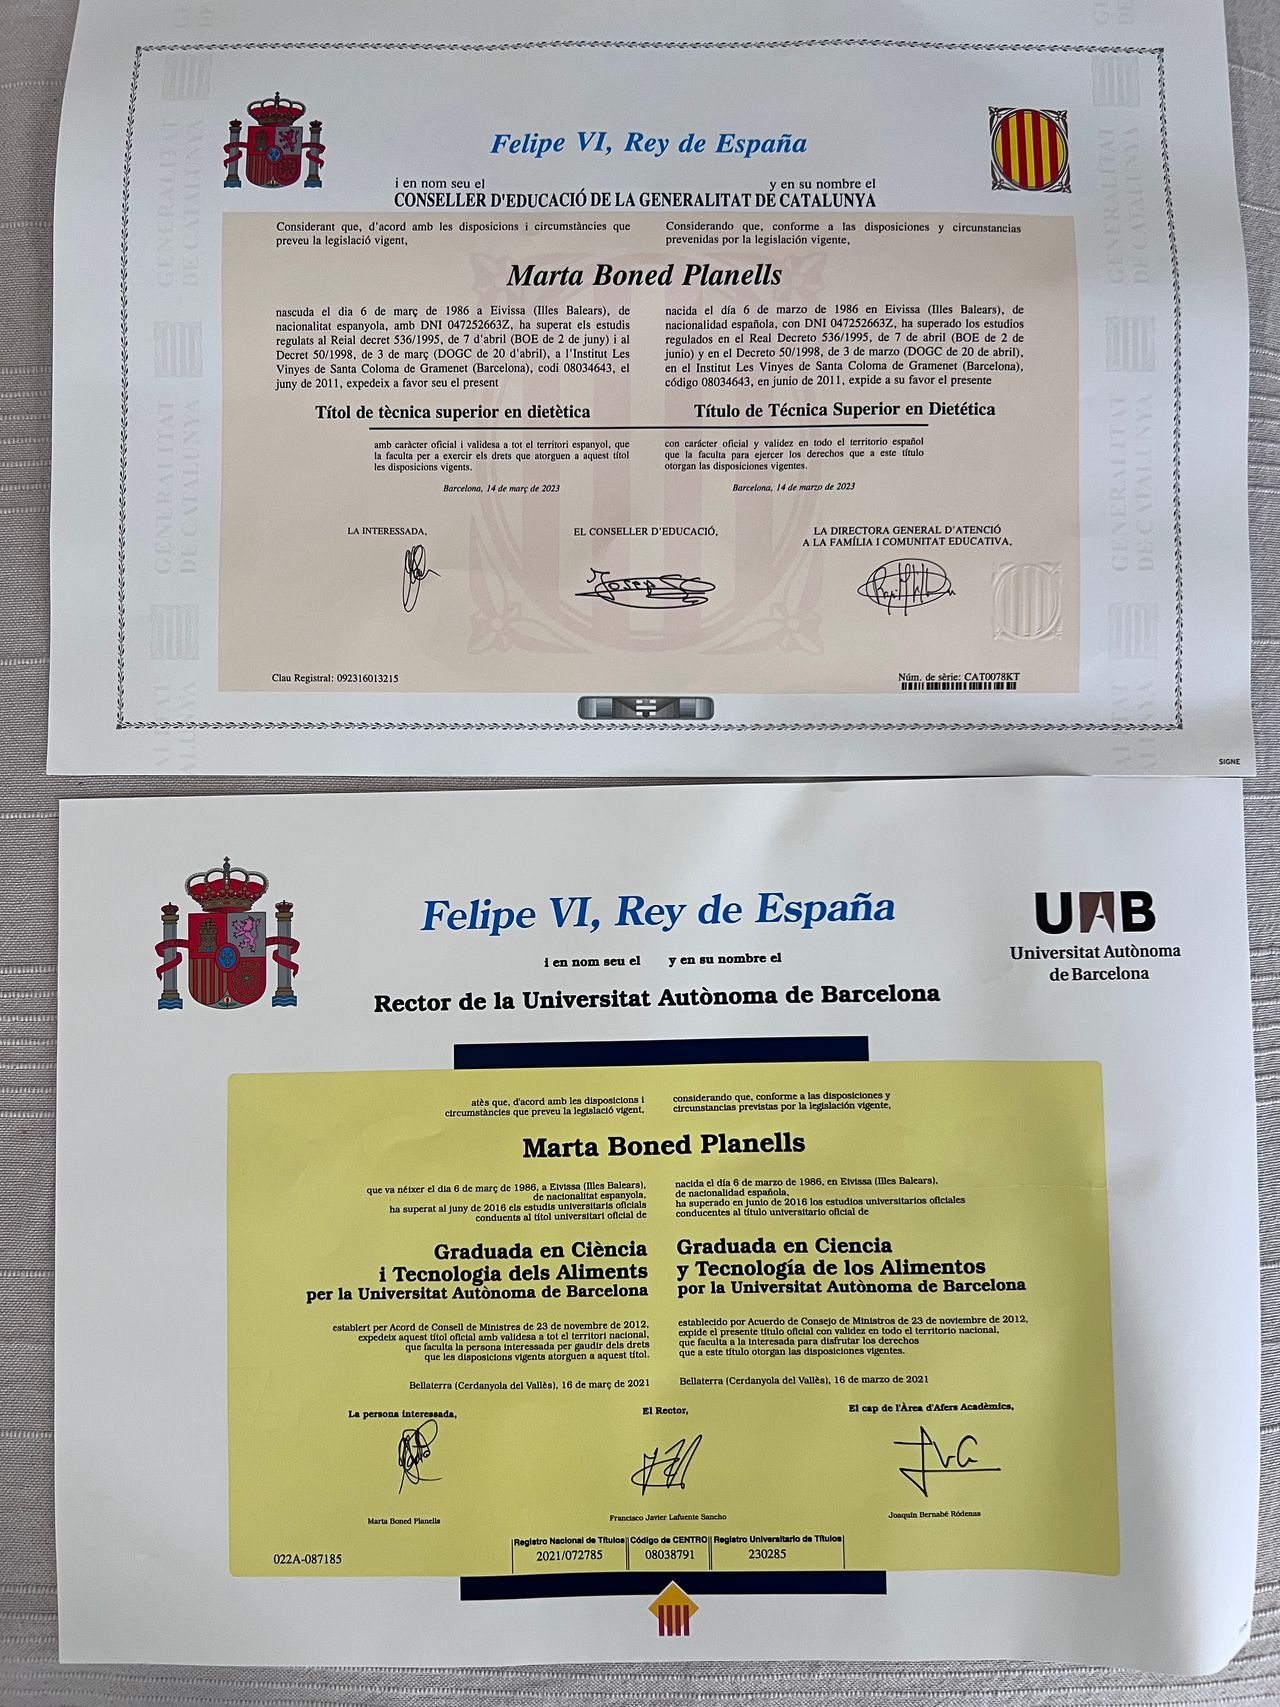 Felipe VI, Rey de España
i en nom seu el
y en su nombre el
CONSELLER D'EDUCACIÓ DE LA GENERALITAT DE CATALUNYA
Considerant que, d'acord amb les disposicions i circumstàncies que
preveu la legislació vigent,
Considerando que, conforme a las disposiciones y circunstancias
prevenidas por la legislación vigente,
Marta Boned Planells
nascuda el dia 6 de març de 1986 a Eivissa (Illes Balears), de
nacionalitat espanyola, amb DNI 047252663Z, ha superat els estudis
regulats al Reial decret 536/1995, de 7 d'abril (BOE de 2 de juny) i al
Decret 50/1998, de 3 de març (DOGC de 20 d'abril), a l'Institut Les
Vinyes de Santa Coloma de Gramenet (Barcelona), codi 08034643, el
juny de 2011, expedeix a favor seu el present
nacida el día 6 de marzo de 1986 en Eivissa (Illes Balears), de
nacionalidad española, con DNI 047252663Z, ha superado los estudios
regulados en el Real Decreto 536/1995, de 7 de abril (BOE de 2 de
junio) y en el Decreto 50/1998, de 3 de marzo (DOGC de 20 de abril),
en el Institut Les Vinyes de Santa Coloma de Gramenet (Barcelona),
código 08034643, en junio de 2011, expide a su favor el presente
Títol de tècnica superior en dietètica
Título de Técnica Superior en Dietética
amb caràcter oficial i validesa a tot el territori espanyol, que
la faculta per a exercir els drets que atorguen a aquest títol
les disposicions vigents.
con carácter oficial y validez en todo el territorio español
que la faculta para ejercer los derechos que a este título
otorgan las disposiciones vigentes.
Barcelona, 14 de març de 2023
Barcelona, 14 de marzo de 2023
LA INTERESSADA,
EL CONSELLER D'EDUCACIÓ,
LA DIRECTORA GENERAL D'ATENCIÓ
A LA FAMÍLIA I COMUNITAT EDUCATIVA,
Clau Registral: 092316013215
Núm. de sèrie: CAT0078KT
SIGNE
Felipe VI, Rey de España
i en nom seu el
y en su nombre el
Rector de la Universitat Autònoma de Barcelona
UAB
Universitat Autònoma
de Barcelona
atès que, d'acord amb les disposicions i
circumstàncies que preveu la legislació vigent,
considerando que, conforme a las disposiciones y
circunstancias previstas por la legislación vigente,
Marta Boned Planells
que va néixer el dia 6 de març de 1986, a Eivissa (Illes Balears),
de nacionalitat espanyola,
ha superat al juny de 2016 els estudis universitaris oficials
conduents al títol universitari oficial de
nacida el día 6 de marzo de 1986, en Eivissa (Illes Balears),
de nacionalidad española,
ha superado en junio de 2016 los estudios universitarios oficiales
conducentes al título universitario oficial de
Graduada en Ciència
i Tecnologia dels Aliments
per la Universitat Autònoma de Barcelona
Graduada en Ciencia
y Tecnología de los Alimentos
por la Universitat Autònoma de Barcelona
establert per Acord de Consell de Ministres de 23 de novembre de 2012,
expedeix aquest títol oficial amb validesa a tot el territori nacional,
que faculta la persona interessada per gaudir dels drets
que les disposicions vigents atorguen a aquest títol.
establecido por Acuerdo de Consejo de Ministros de 23 de noviembre de 2012,
expide el presente título oficial con validez en todo el territorio nacional,
que faculta a la interesada para disfrutar los derechos
que a este título otorgan las disposiciones vigentes.
Bellaterra (Cerdanyola del Vallès), 16 de març de 2021
Bellaterra (Cerdanyola del Vallès), 16 de marzo de 2021
La persona interessada,
El Rector,
El cap de l'Àrea d'Afers Acadèmics,
Marta Boned Planells
Francisco Javier Lafuente Sancho
Joaquín Bernabé Ródenas
022A-087185
Registro Nacional de Títulos
Código de CENTRO
Registro Universitario de Títulos
2021/072785
08038791
230285